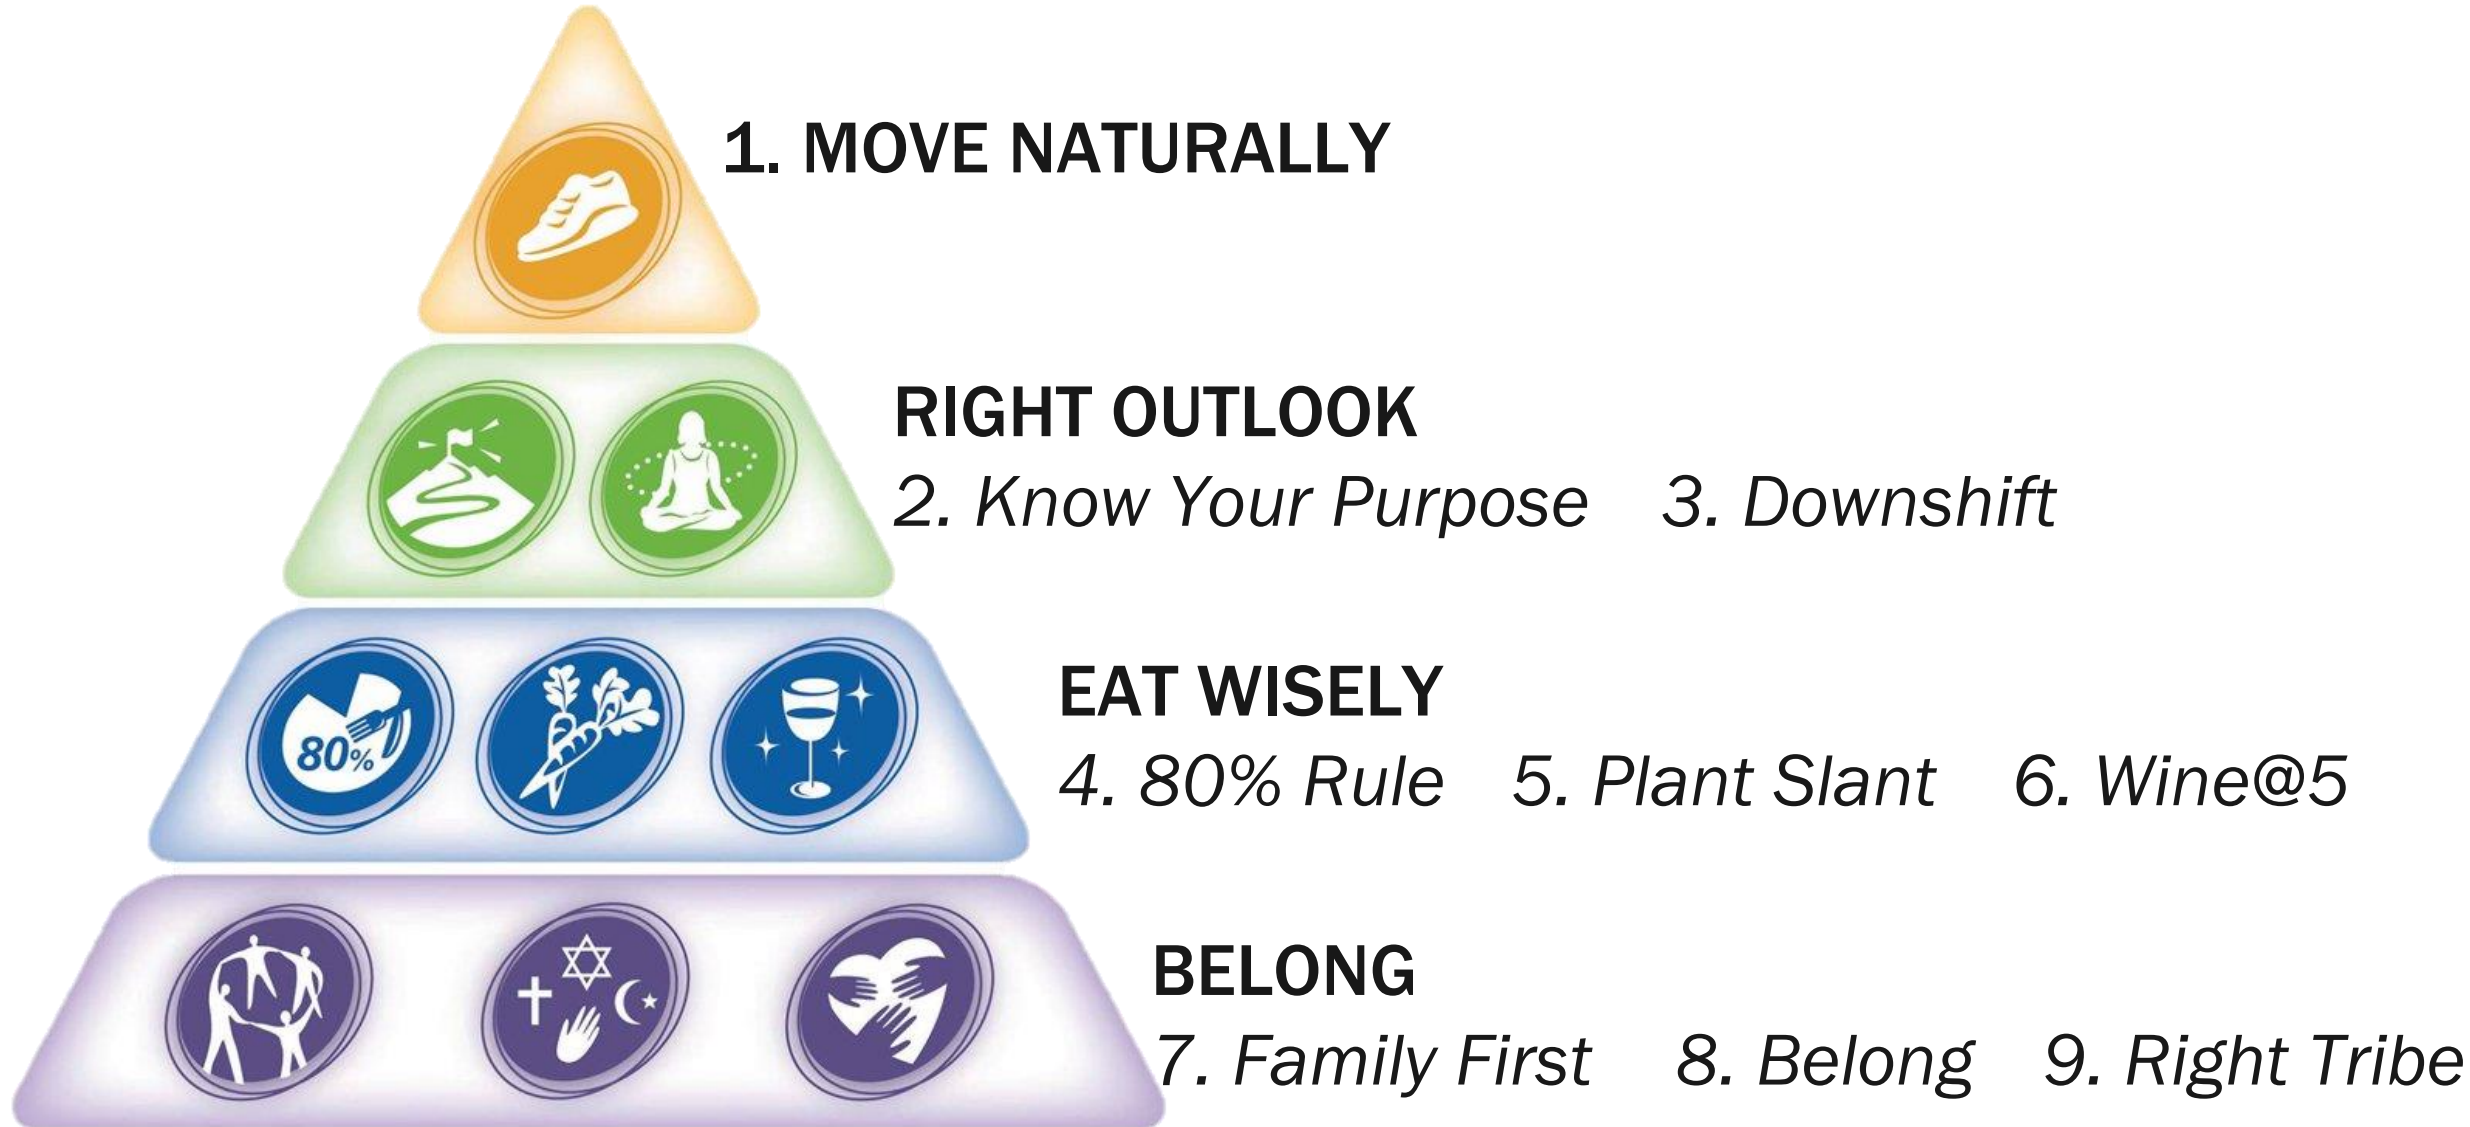 1. MOVE NATURALLY
RIGHT OUTLOOK
2. Know Your Purpose 3. Downshift
80%
EAT WISELY
4. 80% Rule 5. Plant Slant 6. Wine@5
BELONG
7. Family First 8. Belong 9. Right Tribe